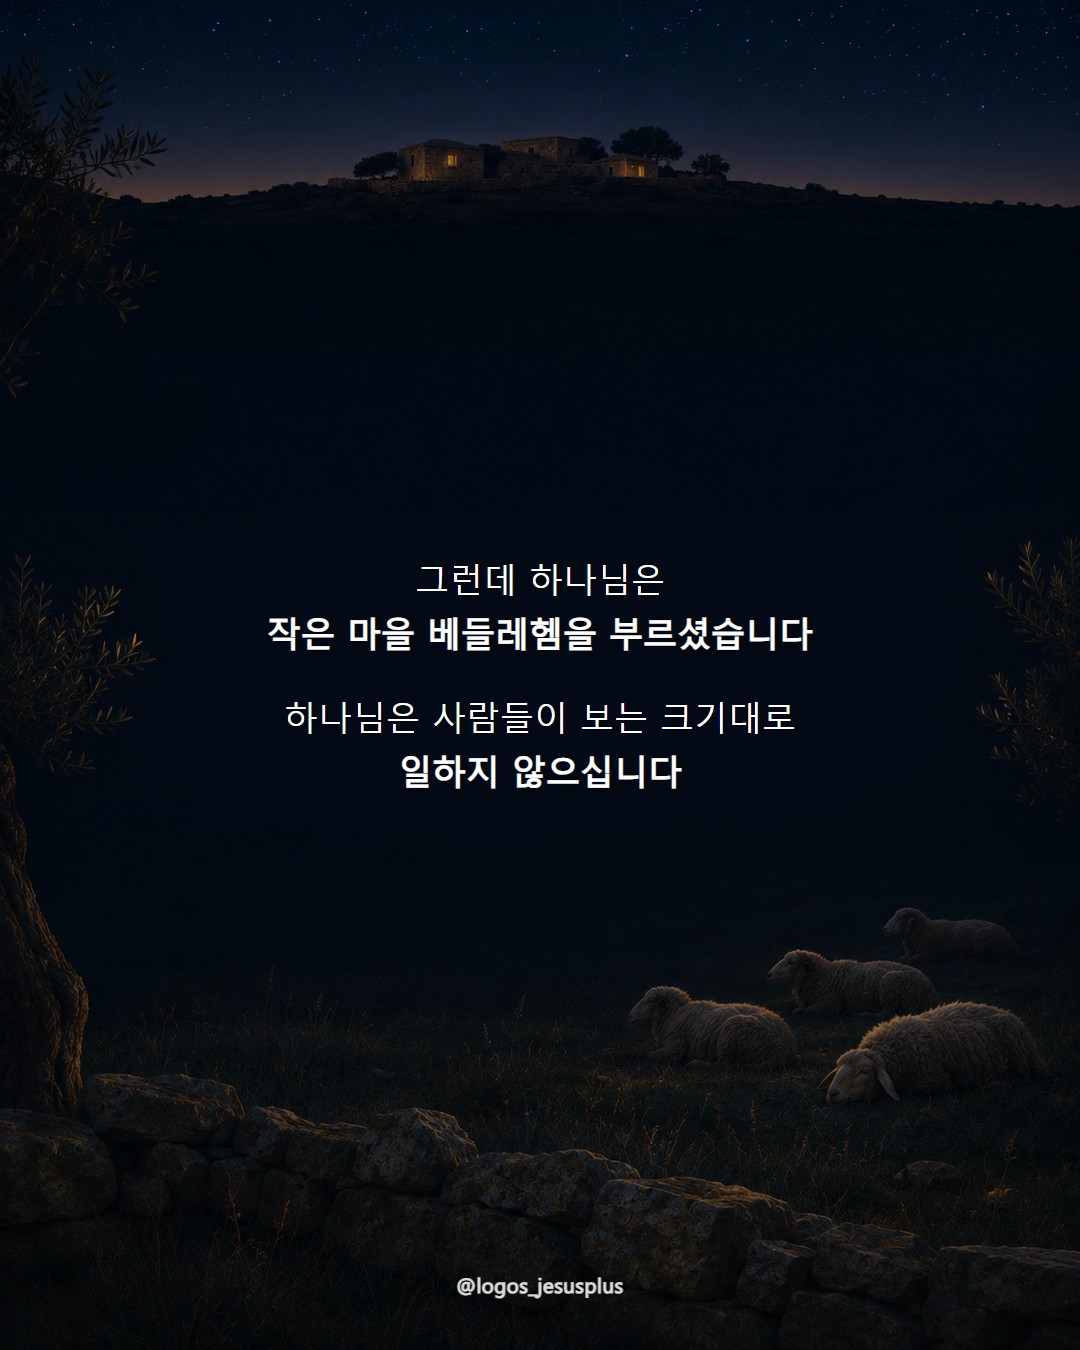 그런데 하나님은
작은 마을 베들레헴을 부르셨습니다
하나님은 사람들이 보는 크기대로
일하지 않으십니다
@logos_jesusplus